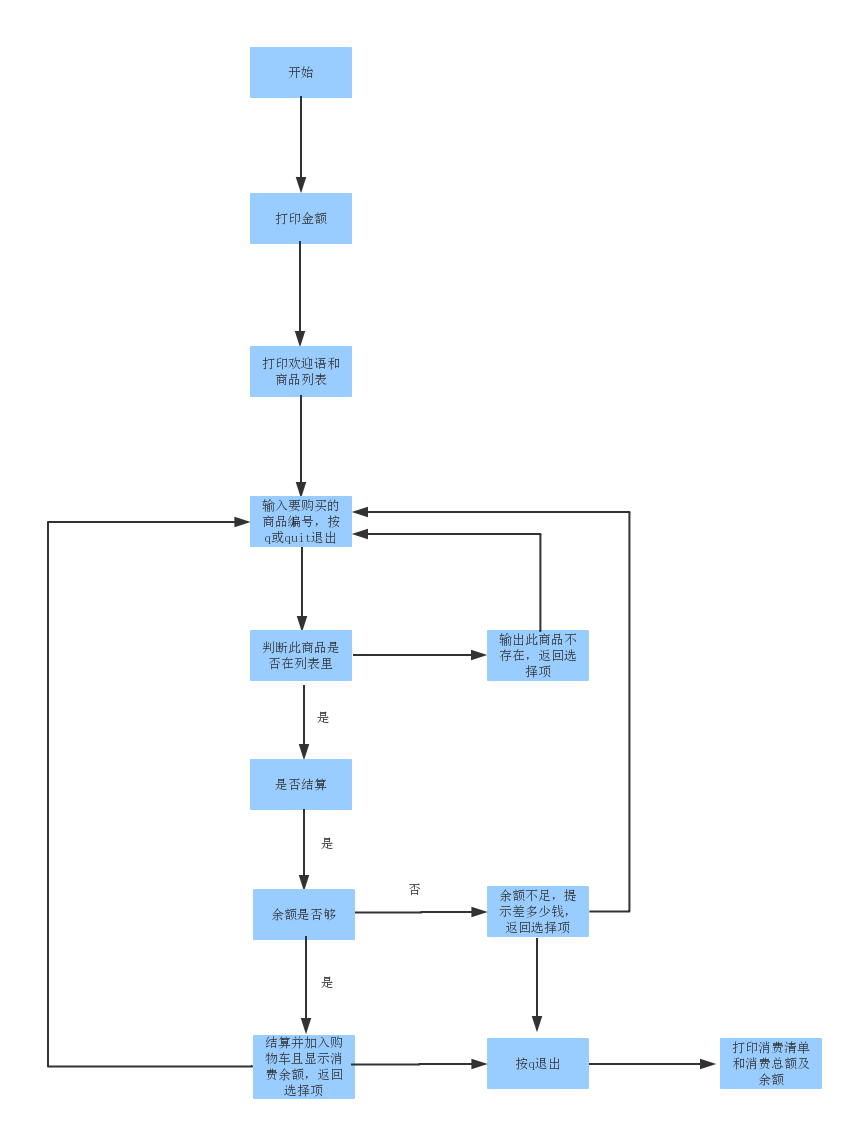 开始
打印金额
打印欢迎语和
商品列表
输入要购买的
商品编号，按
q或quit退出
判断此商品是
否在列表里
输出此商品不
存在，返回选
择项
是
是否结算
是
余额是否够
否
余额不足，提
示差多少钱，
返回选择项
是
结算并加入购
物车且显示消
费余额，返回
选择项
按q退出
打印消费清单
和消费总额及
余额